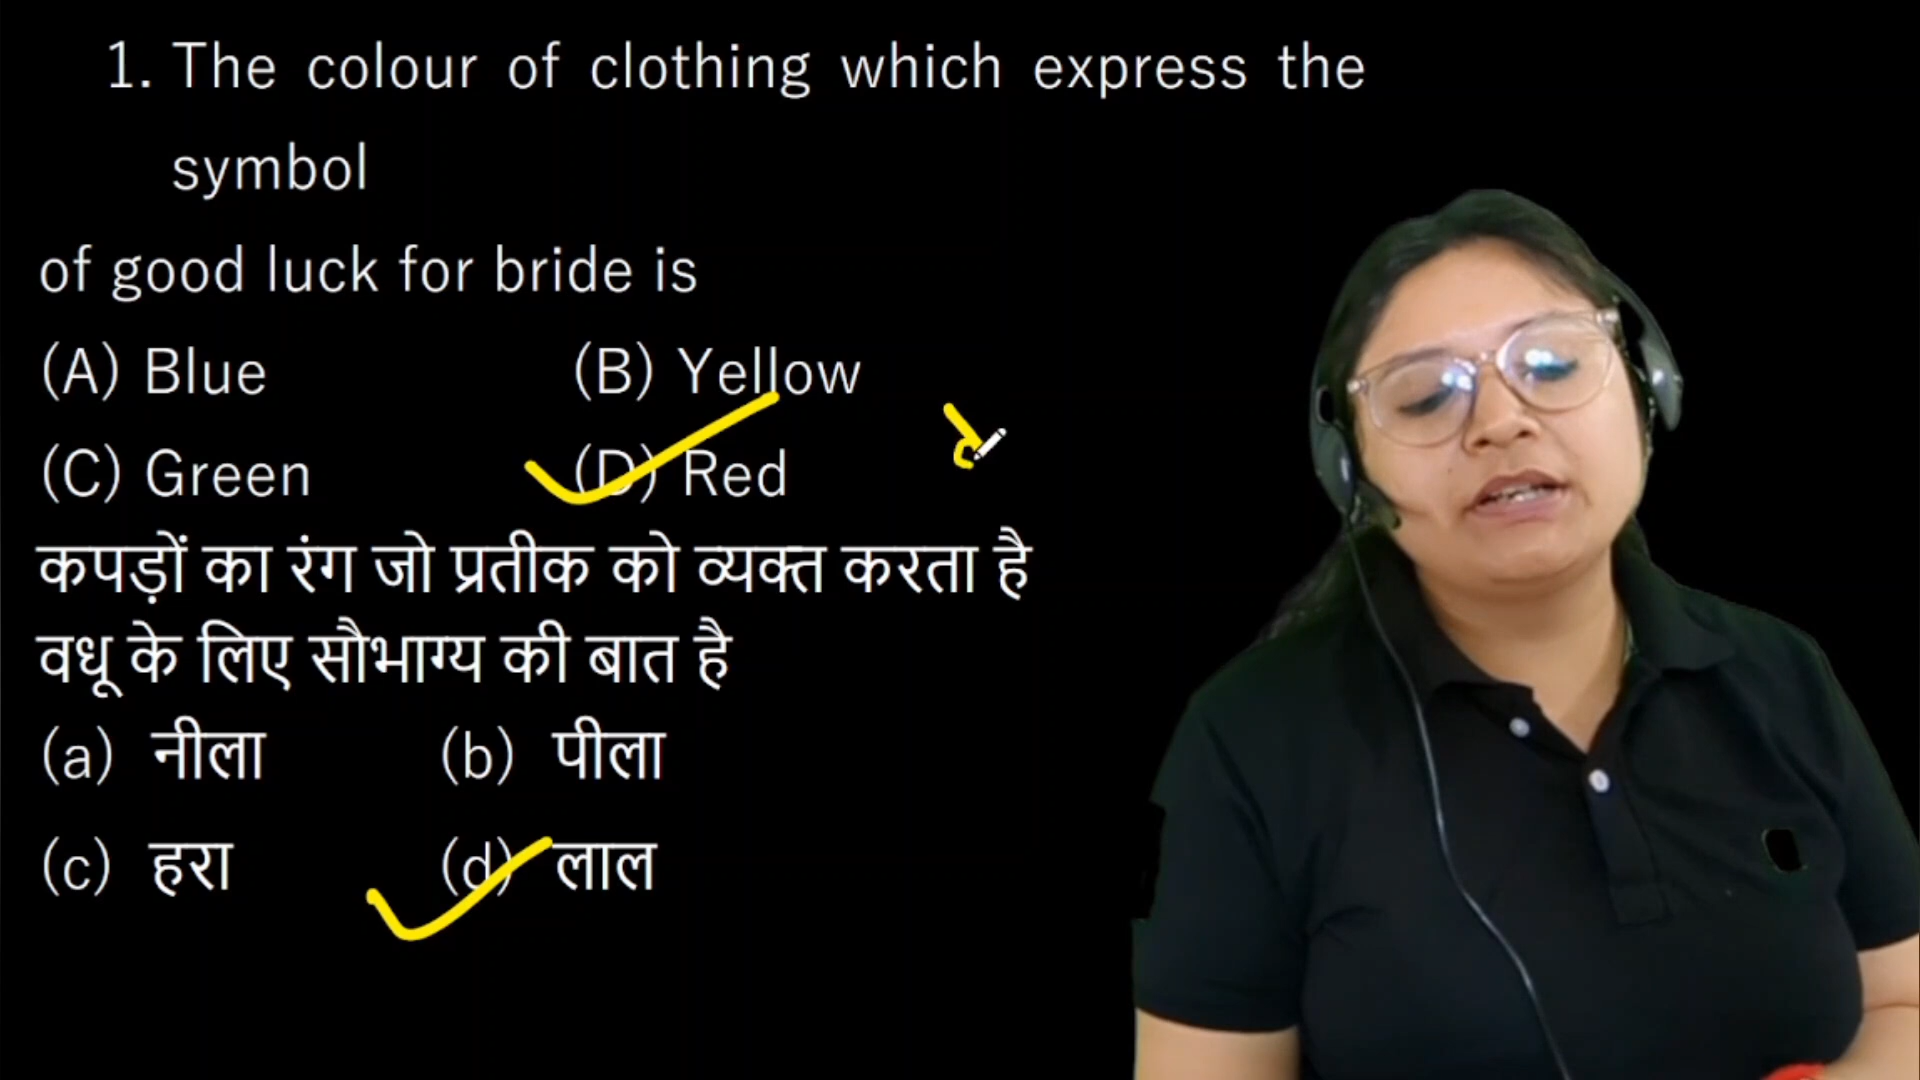 1. The colour of clothing which express the
symbol
of good luck for bride is
(A) Blue (B) Yellow
(C) Green (D) Red
कपड़ों का रंग जो प्रतीक को व्यक्त करता है
वधू के लिए सौभाग्य की बात है
(a) नीला (b) पीला
(c) हरा (d) लाल